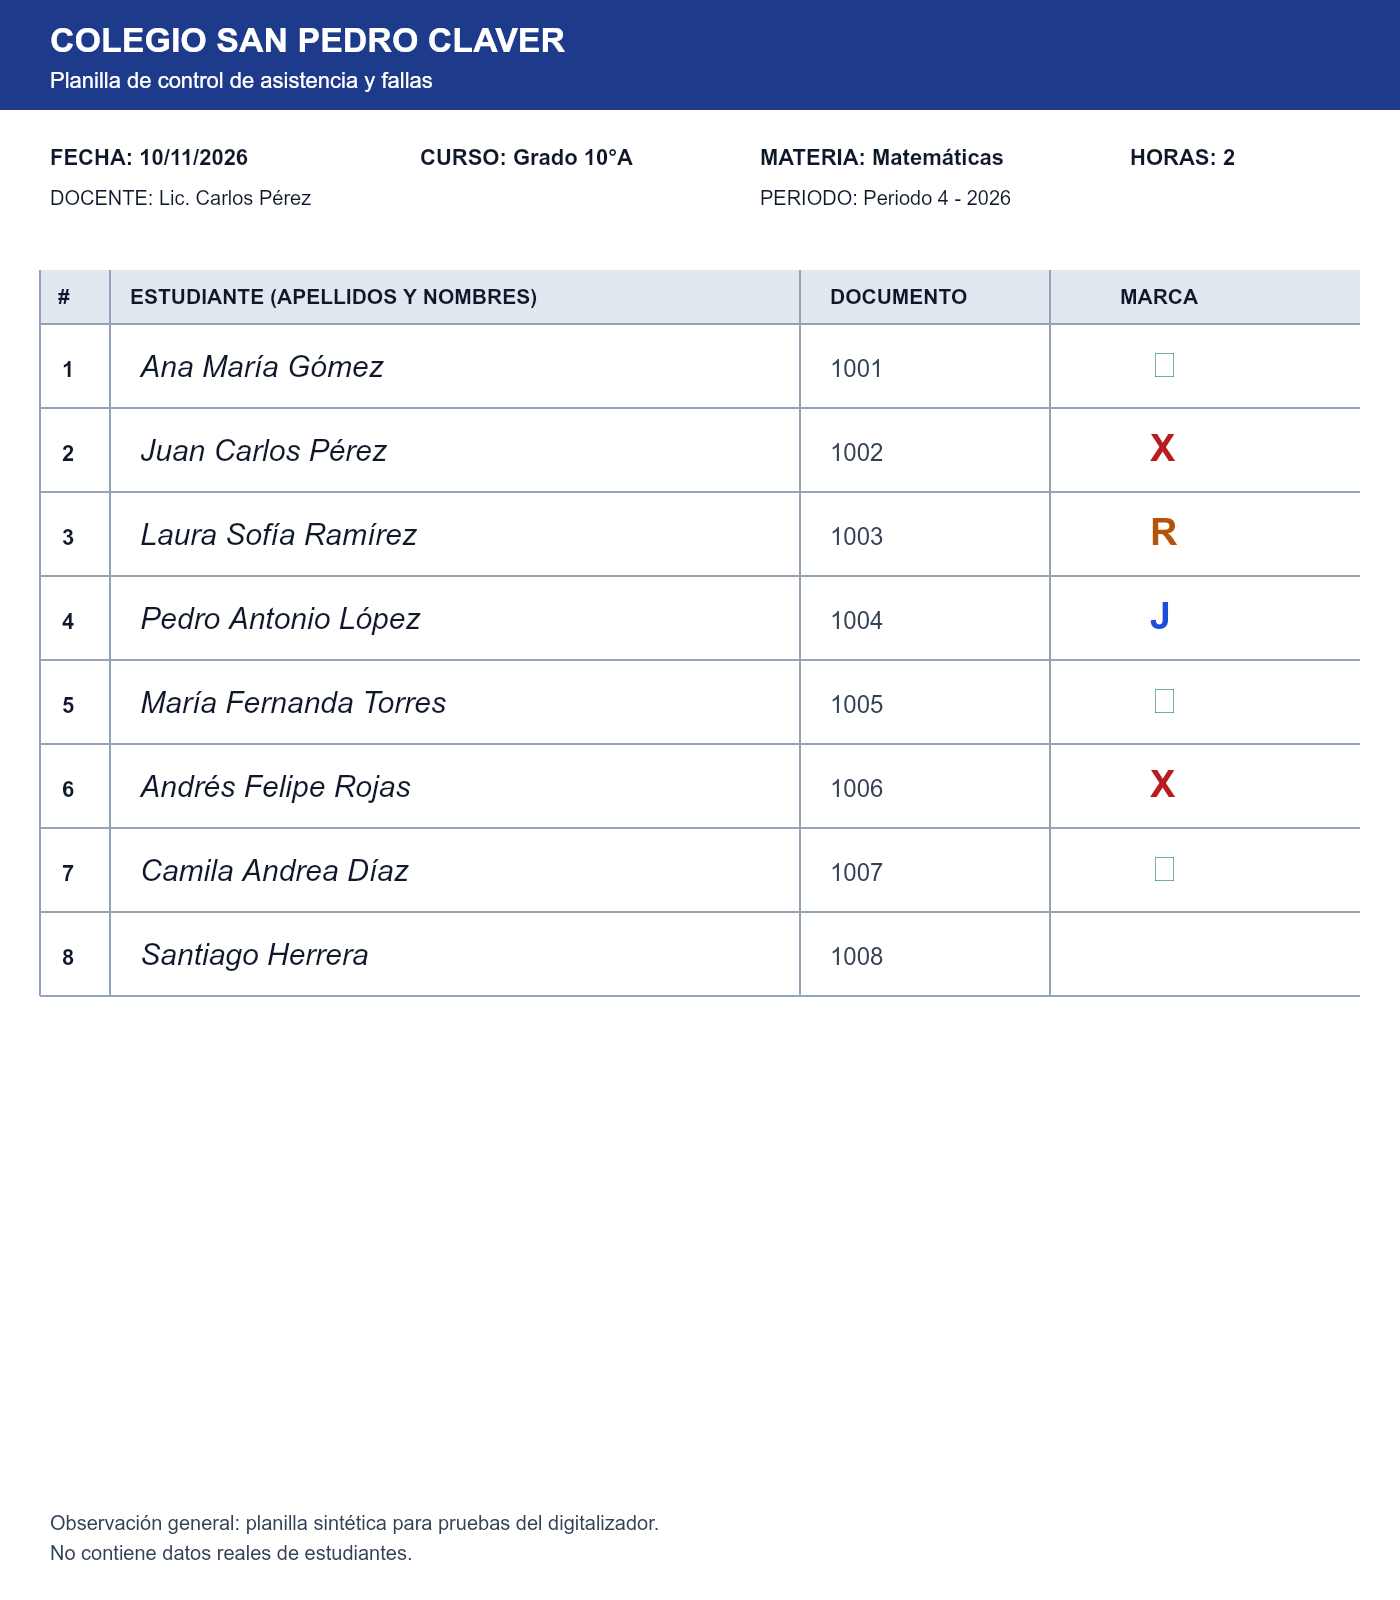 COLEGIO SAN PEDRO CLAVER
Planilla de control de asistencia y fallas
FECHA: 10/11/2026 CURSO: Grado 10°A MATERIA: Matemáticas HORAS: 2
DOCENTE: Lic. Carlos Pérez PERIODO: Periodo 4 - 2026
# ESTUDIANTE (APELLIDOS Y NOMBRES) DOCUMENTO MARCA
1 Ana María Gómez 1001 □
2 Juan Carlos Pérez 1002 X
3 Laura Sofía Ramírez 1003 R
4 Pedro Antonio López 1004 J
5 María Fernanda Torres 1005 □
6 Andrés Felipe Rojas 1006 X
7 Camila Andrea Díaz 1007 □
8 Santiago Herrera 1008
Observación general: planilla sintética para pruebas del digitalizador.
No contiene datos reales de estudiantes.